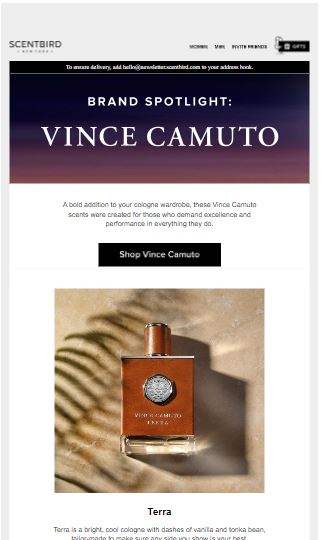 SCENTBIRD
NEW YORK
WOMEN MEN INVITE FRIENDS GIFTS
To ensure delivery, add hello@newsletter.scentbird.com to your address book.
BRAND SPOTLIGHT:
VINCE CAMUTO
A bold addition to your cologne wardrobe, these Vince Camuto
scents were created for those who demand excellence and
performance in everything they do.
Shop Vince Camuto
VINCE CAMUTO
TERRA
Terra
Terra is a bright, cool cologne with dashes of vanilla and tonka bean,
tailor-made to make sure any side you show is your best